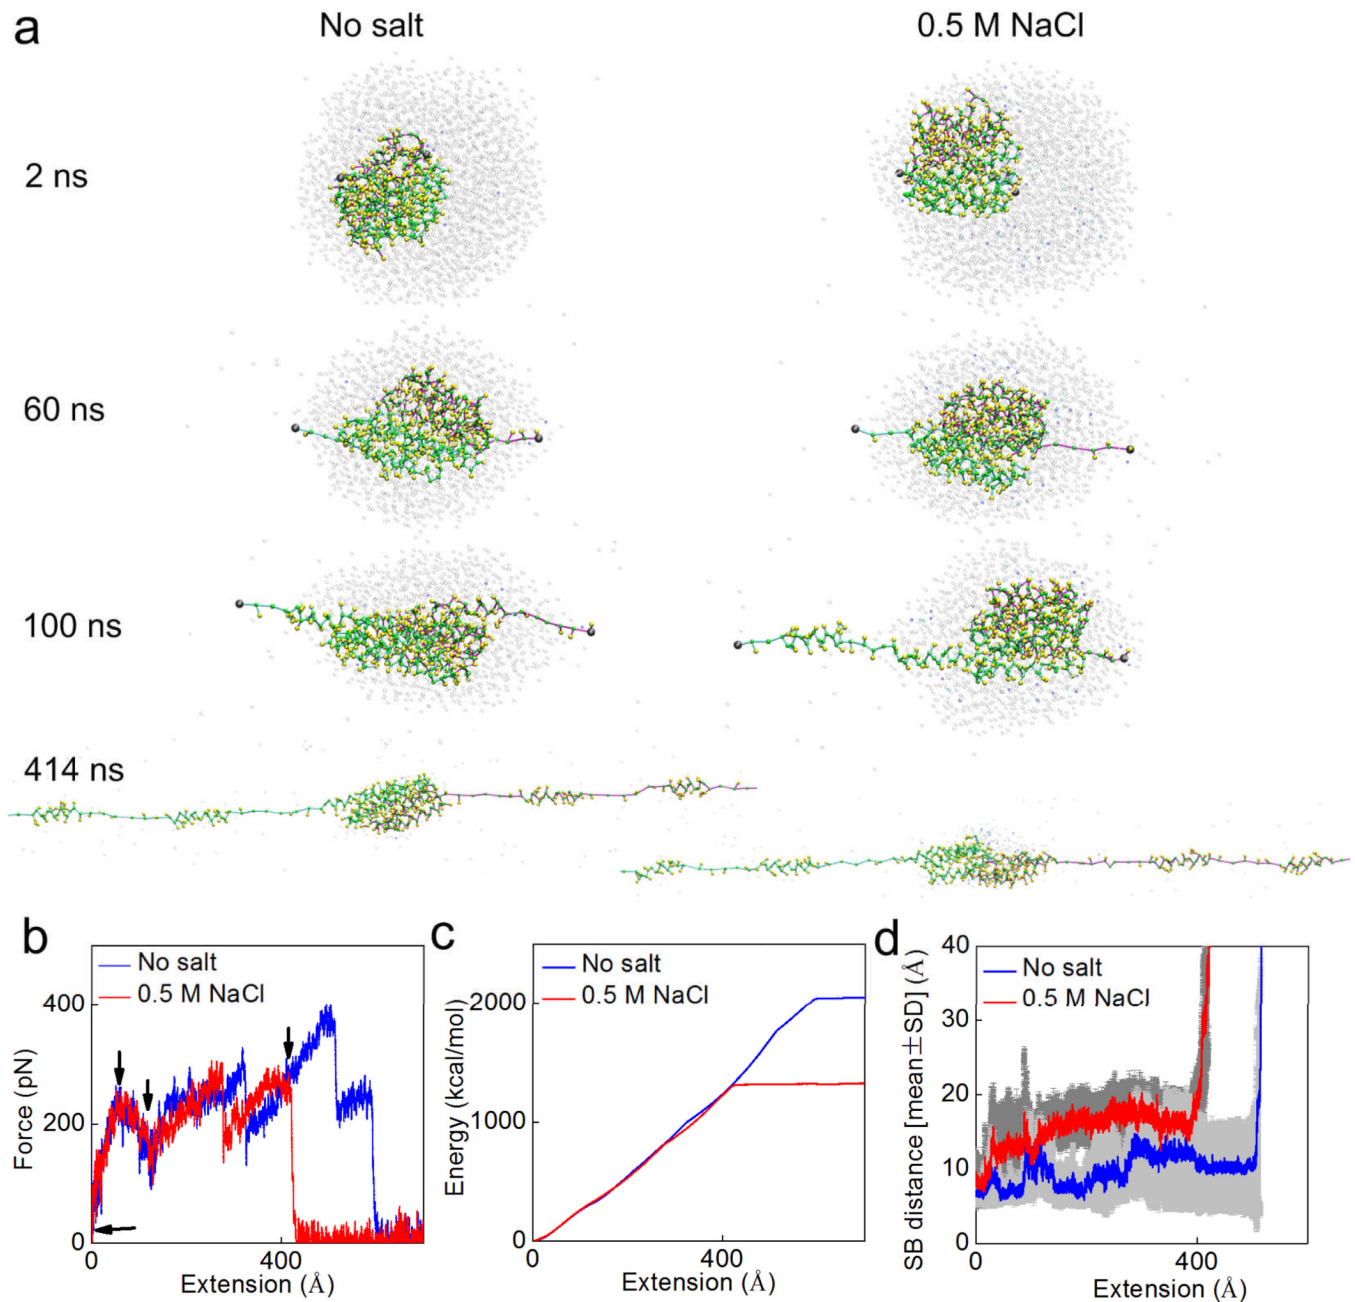 a
No salt
0.5 M NaCl
2 ns
60 ns
100 ns
414 ns
b
No salt
0.5 M NaCl
400
200
0
Force (pN)
0
400
Extension (Å)
c
No salt
0.5 M NaCl
2000
1000
0
Energy (kcal/mol)
0
400
Extension (Å)
d
No salt
0.5 M NaCl
40
30
20
10
0
SB distance [mean±SD] (Å)
0
400
Extension (Å)